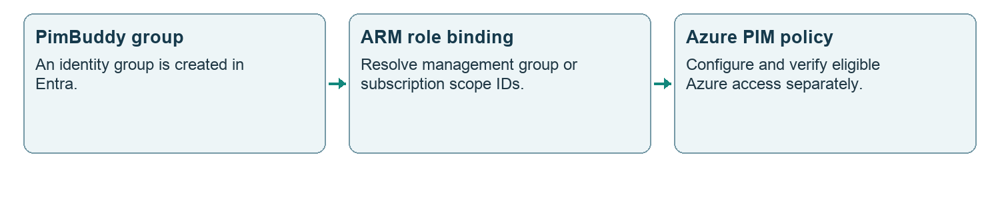 PimBuddy group
An identity group is created in
Entra.
ARM role binding
Resolve management group or
subscription scope IDs.
Azure PIM policy
Configure and verify eligible
Azure access separately.